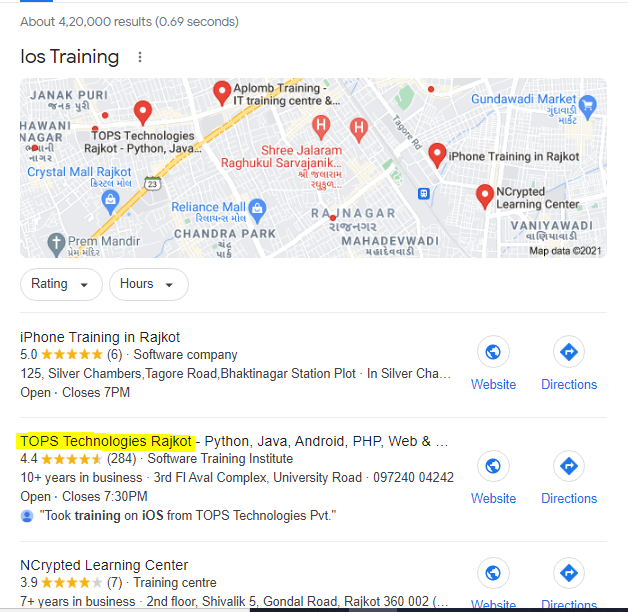 About 4,20,000 results (0.69 seconds)
Ios Training
JANAK PURI
જનક પુરી
Aplomb Training -
IT training centre &...
Gundawadi Market
ગુંદાવાડી
માર્કેટ
HAWANI
NAGAR
ભવાની
નાગર
TOPS Technologies
Rajkot - Python, Java...
Tagore Rd
Shree Jalaram
Raghukul Sarvajanik...
શ્રી જલારામ
રઘુકુળ...
iPhone Training in Rajkot
Crystal Mall Rajkot
ક્રિસ્ટલ મોલ
23
NCrypted
Learning Center
Reliance Mall
રિલાયન્સ મોલ
RAJNAGAR
રાજનગર
VANIYAWADI
વાણિયાવાડી
CHANDRA PARK
ચંદ્ર
પાર્ક
Prem Mandir
પ્રેમ મંદિર
MAHADEVWADI
મહાદેવવાડી
Map data ©2021
Rating
Hours
iPhone Training in Rajkot
5.0 ★★★★★ (6) · Software company
125, Silver Chambers,Tagore Road,Bhaktinagar Station Plot · In Silver Cha...
Open · Closes 7PM
Website
Directions
TOPS Technologies Rajkot - Python, Java, Android, PHP, Web & ...
4.4 (284) · Software Training Institute
10+ years in business · 3rd Fl Aval Complex, University Road · 097240 04242
Open · Closes 7:30PM
"Took training on iOS from TOPS Technologies Pvt."
Website
Directions
NCrypted Learning Center
3.9 (7) · Training centre
7+ years in business · 2nd floor, Shivalik 5, Gondal Road, Rajkot 360 002 (...
Website
Directions